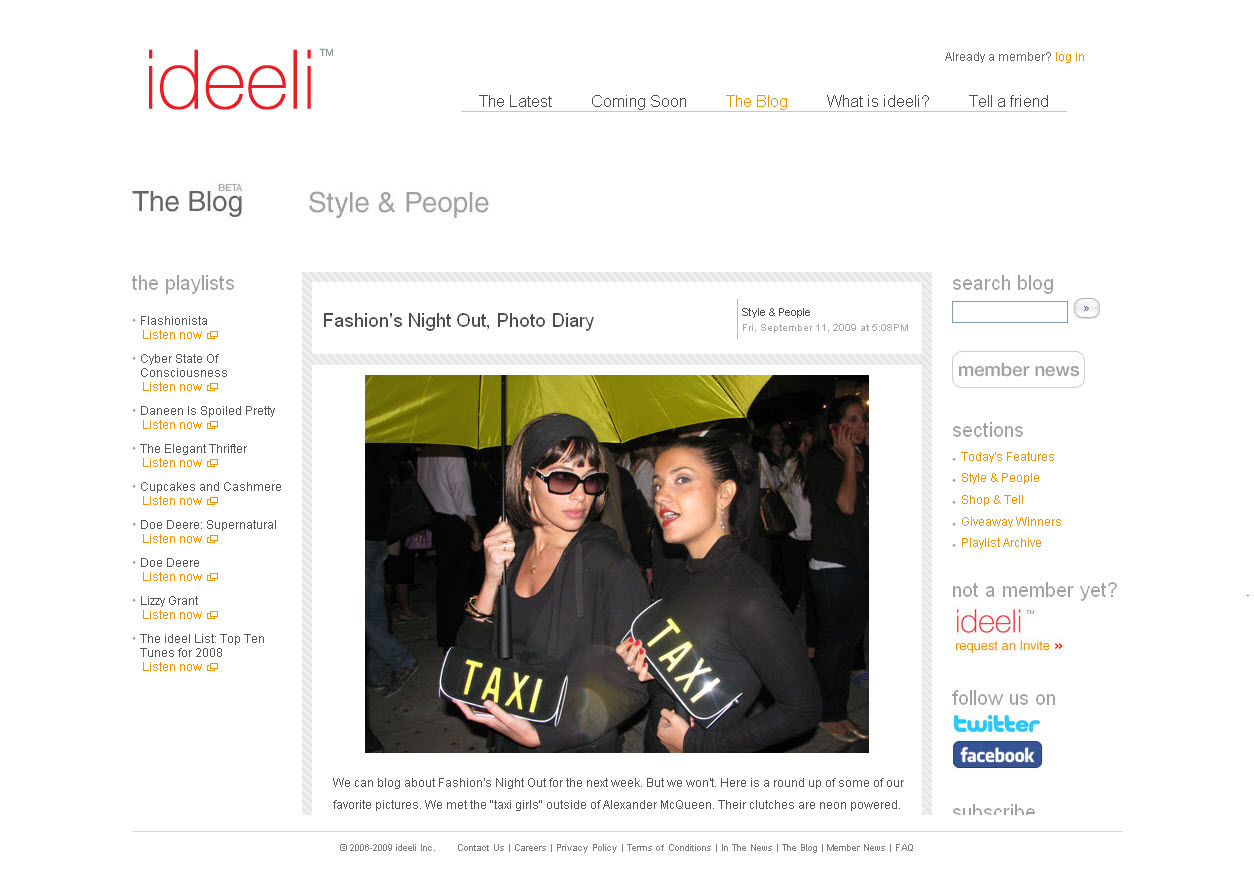 ideeli™
Already a member? log in
The Latest
Coming Soon
The Blog
What is ideeli?
Tell a friend
The Blog BETA
Style & People
the playlists
• Flashionista
Listen now
• Cyber State Of
Consciousness
Listen now
• Daneen Is Spoiled Pretty
Listen now
• The Elegant Thrifter
Listen now
• Cupcakes and Cashmere
Listen now
• Doe Deere: Supernatural
Listen now
• Doe Deere
Listen now
• Lizzy Grant
Listen now
• The ideel List: Top Ten
Tunes for 2008
Listen now
Fashion's Night Out, Photo Diary
Style & People
Fri, September 11, 2009 at 5:08PM
TAXI
TAXI
We can blog about Fashion's Night Out for the next week. But we won't. Here is a round up of some of our
favorite pictures. We met the "taxi girls" outside of Alexander McQueen. Their clutches are neon powered.
search blog
»
member news
sections
• Today's Features
• Style & People
• Shop & Tell
• Giveaway Winners
• Playlist Archive
not a member yet?
ideeli™
request an Invite »
follow us on
twitter
facebook
subscribe
© 2006-2009 ideeli Inc. Contact Us | Careers | Privacy Policy | Terms of Conditions | In The News | The Blog | Member News | FAQ